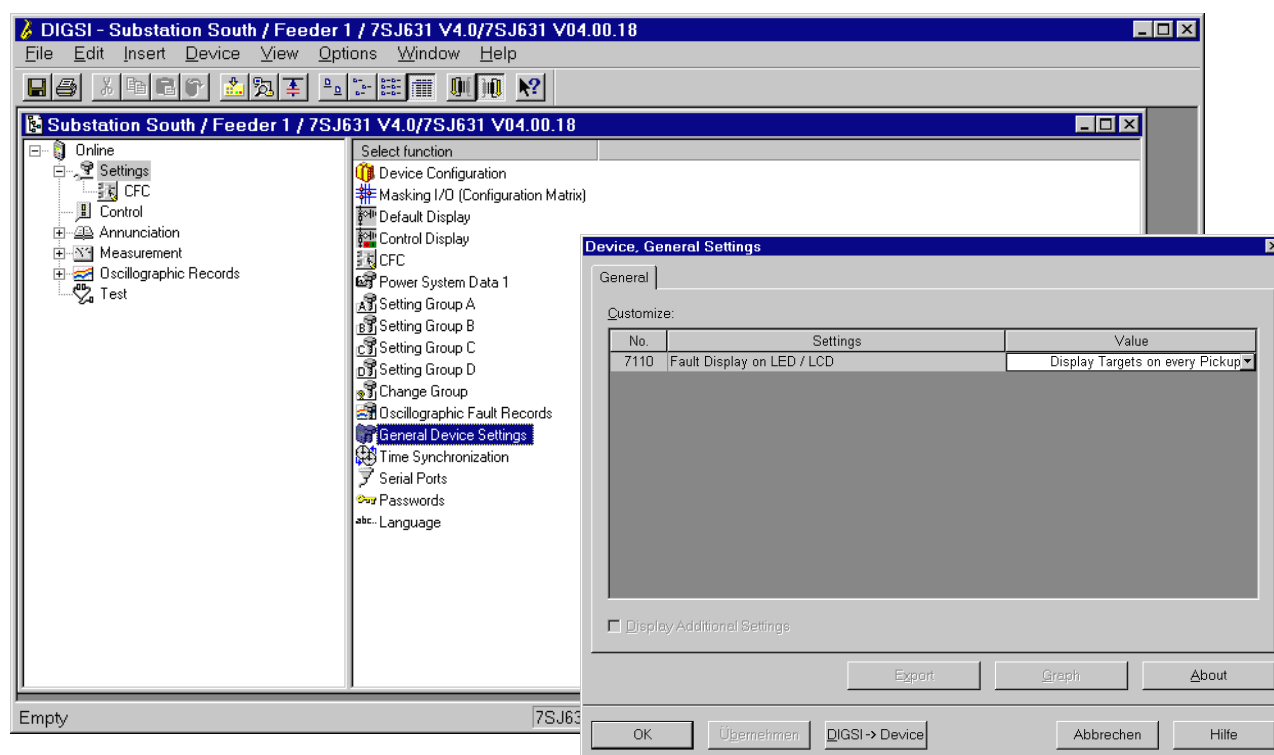 DIGSI - Substation South / Feeder 1 / 7SJ631 V4.0/7SJ631 V04.00.18
File Edit Insert Device View Options Window Help
Substation South / Feeder 1 / 7SJ631 V4.0/7SJ631 V04.00.18
Online
Settings
CFC
Control
Annunciation
Measurement
Oscillographic Records
Test
Select function
Device Configuration
Masking I/O (Configuration Matrix)
Default Display
Control Display
CFC
Power System Data 1
Setting Group A
Setting Group B
Setting Group C
Setting Group D
Change Group
Oscillographic Fault Records
General Device Settings
Time Synchronization
Serial Ports
Passwords
abc.. Language
Empty
7SJ63
Device, General Settings
General
Customize:
No. Settings Value
7110 Fault Display on LED / LCD Display Targets on every Pickup
Display Additional Settings
Export Graph About
OK Übernehmen DIGSI -> Device Abbrechen Hilfe